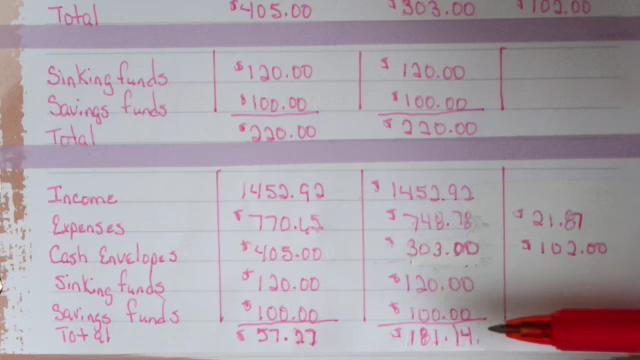 Total $405.00 $303.00 $102.00
Sinking funds $120.00 $120.00
Savings funds $100.00 $100.00
Total $220.00 $220.00
Income 1452.92 $1452.92
Expenses $770.65 $748.78 $21.87
Cash Envelopes $405.00 $303.00 $102.00
Sinking funds $120.00 $120.00
Savings funds $100.00 $100.00
Total $57.27 $181.14